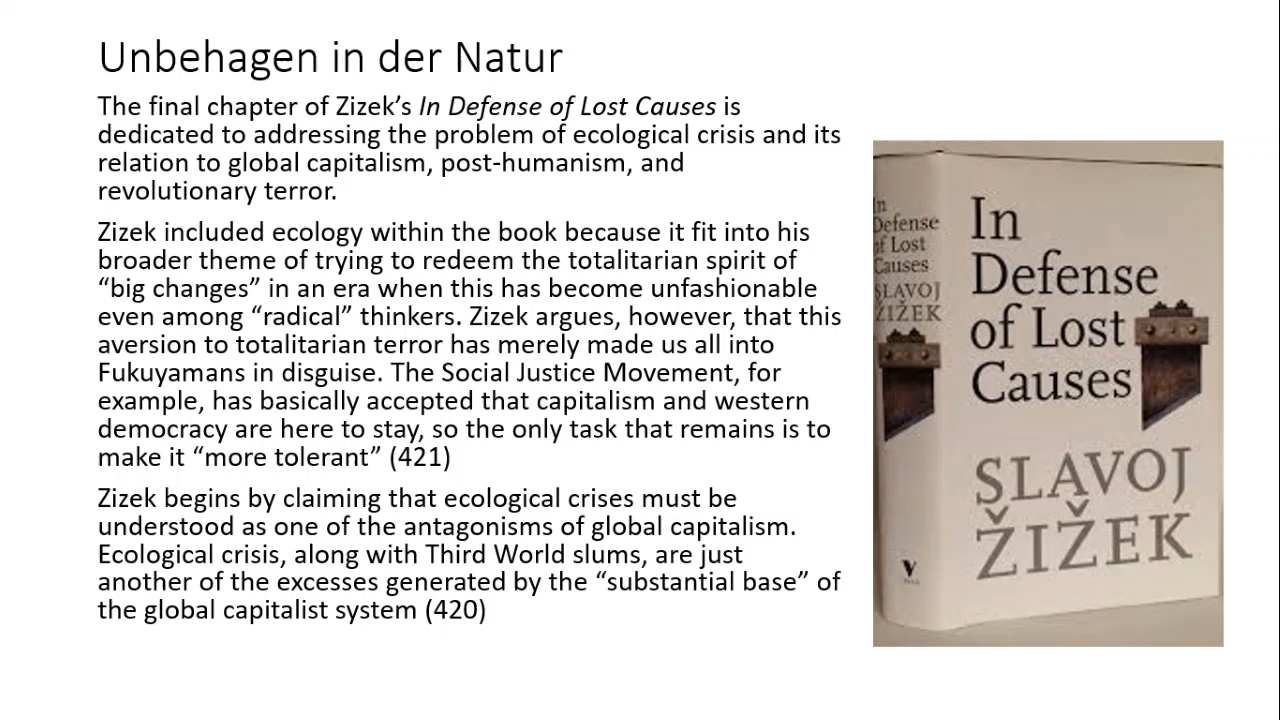 Unbehagen in der Natur
The final chapter of Zizek’s In Defense of Lost Causes is
dedicated to addressing the problem of ecological crisis and its
relation to global capitalism, post-humanism, and
revolutionary terror.
Zizek included ecology within the book because it fit into his
broader theme of trying to redeem the totalitarian spirit of
“big changes” in an era when this has become unfashionable
even among “radical” thinkers. Zizek argues, however, that this
aversion to totalitarian terror has merely made us all into
Fukuyamans in disguise. The Social Justice Movement, for
example, has basically accepted that capitalism and western
democracy are here to stay, so the only task that remains is to
make it “more tolerant” (421)
Zizek begins by claiming that ecological crises must be
understood as one of the antagonisms of global capitalism.
Ecological crisis, along with Third World slums, are just
another of the excesses generated by the “substantial base” of
the global capitalist system (420)
In
Defense
of Lost
Causes
SLAVOJ
ŽIŽEK
In
Defense
of Lost
Causes
SLAVOJ
ŽIŽEK